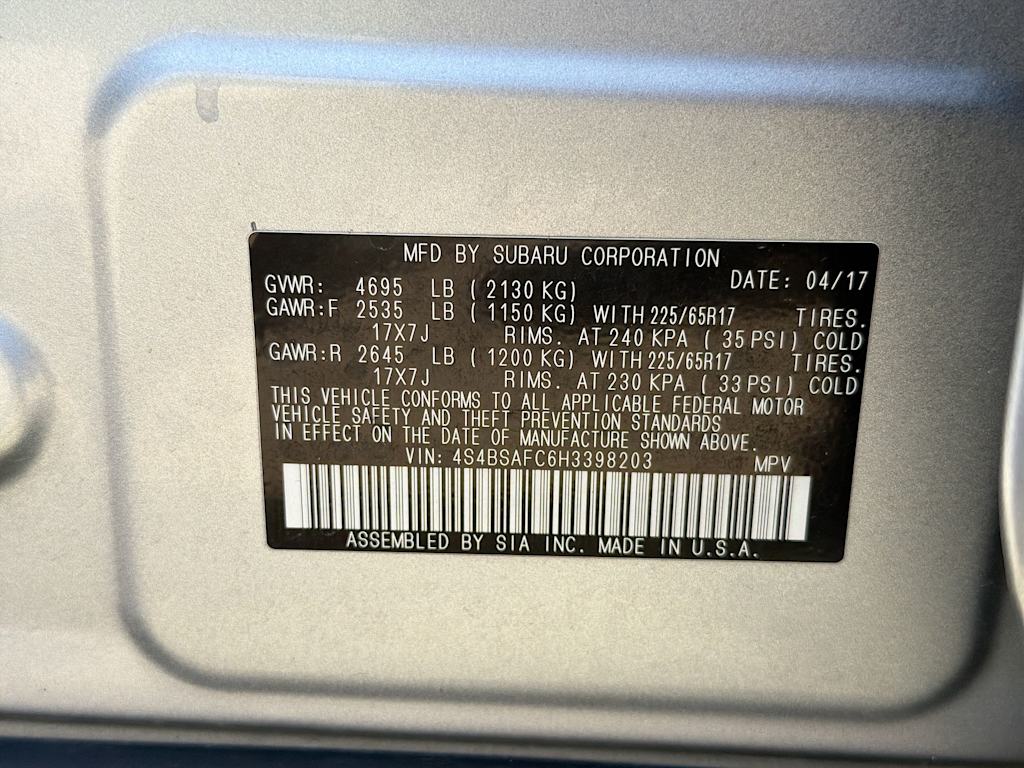 MFD BY SUBARU CORPORATION
DATE: 04/17
GVWR: 4695 LB ( 2130 KG)
GAWR:F 2535 LB ( 1150 KG) WITH 225/65R17 TIRES.
17X7J RIMS. AT 240 KPA ( 35 PSI) COLD
GAWR:R 2645 LB ( 1200 KG) WITH 225/65R17 TIRES.
17X7J RIMS. AT 230 KPA ( 33 PSI) COLD
THIS VEHICLE CONFORMS TO ALL APPLICABLE FEDERAL MOTOR
VEHICLE SAFETY AND THEFT PREVENTION STANDARDS
IN EFFECT ON THE DATE OF MANUFACTURE SHOWN ABOVE.
VIN: 4S4BSAFC6H3398203 MPV
ASSEMBLED BY SIA INC. MADE IN U.S.A.